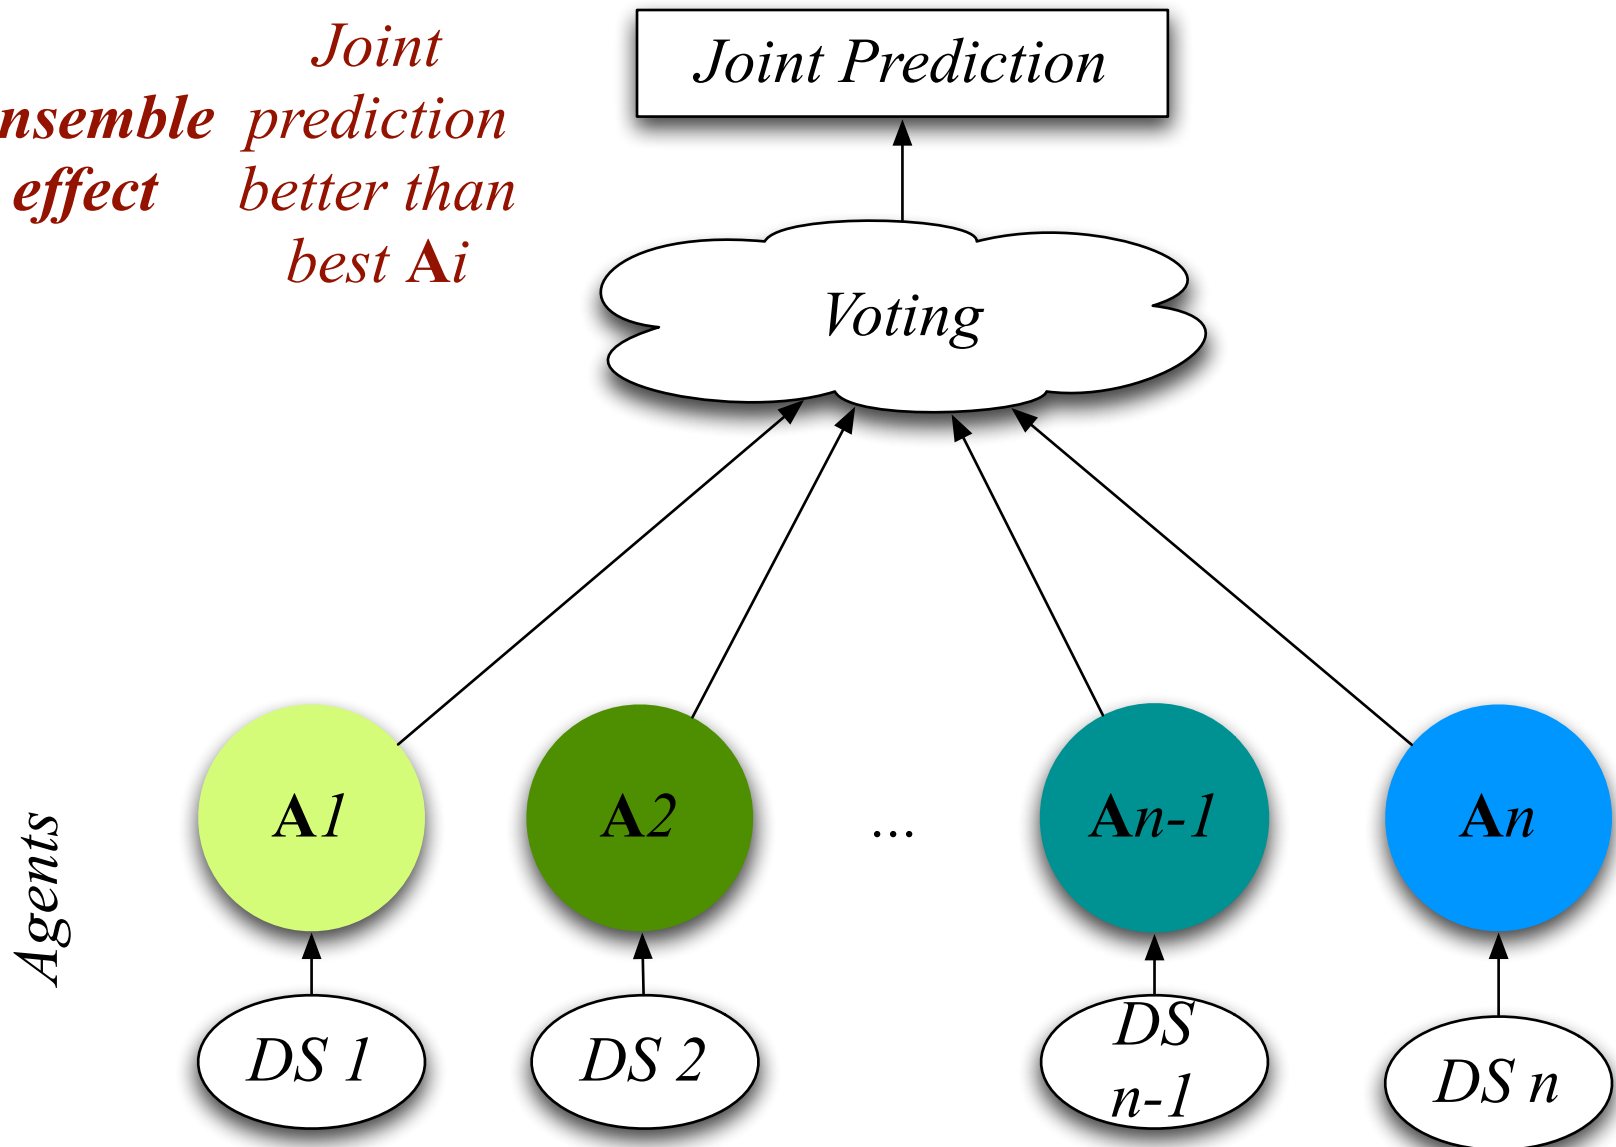 Joint
nsemble prediction
effect better than
best Ai
Joint Prediction
Voting
Agents
A1
A2
...
An-1
An
DS 1
DS 2
DS
n-1
DS n